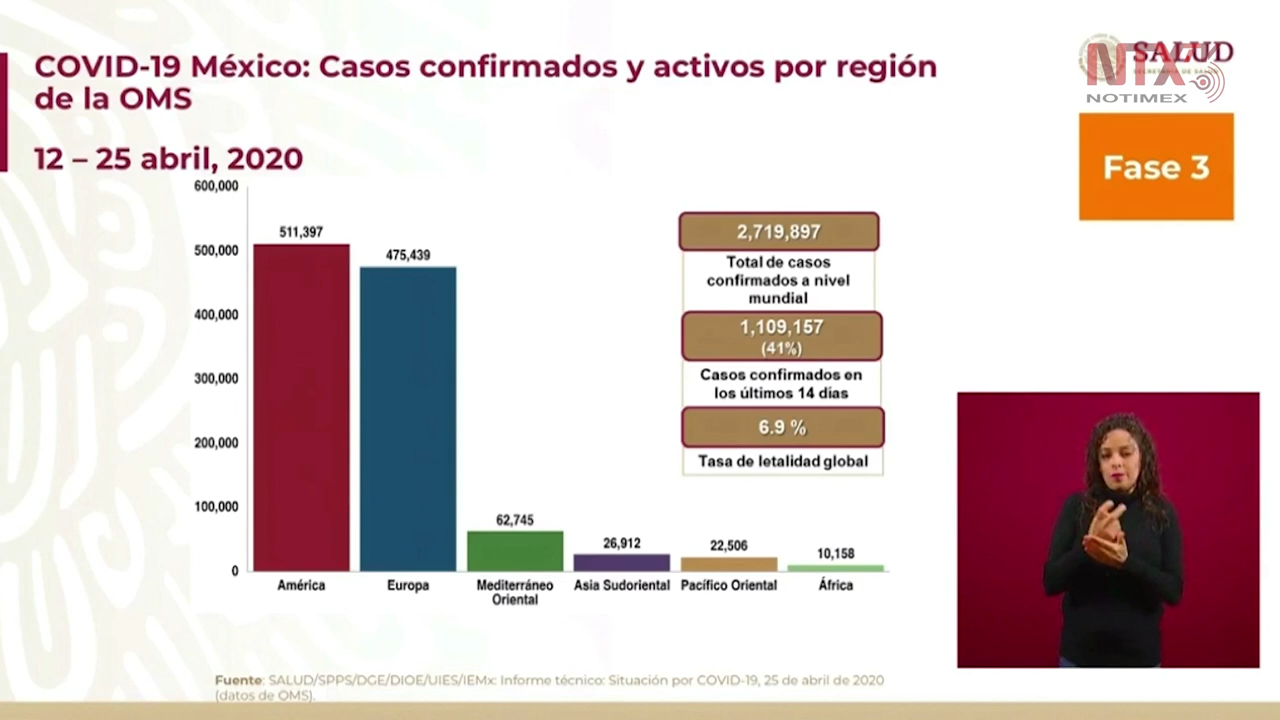 COVID-19 México: Casos confirmados y activos por región
de la OMS
12 – 25 abril, 2020
SALUD
SECRETARÍA DE SALUD
NTX
NOTIMEX
Fase 3
600,000
500,000
400,000
300,000
200,000
100,000
0
511,397
475,439
62,745
26,912
22,506
10,158
América
Europa
Mediterráneo
Oriental
Asia Sudoriental
Pacífico Oriental
África
2,719,897
Total de casos
confirmados a nivel
mundial
1,109,157
(41%)
Casos confirmados en
los últimos 14 días
6.9 %
Tasa de letalidad global
Fuente: SALUD/SPPS/DGE/DIOE/UIES/IEMx: Informe técnico: Situación por COVID-19, 25 de abril de 2020
(datos de OMS).